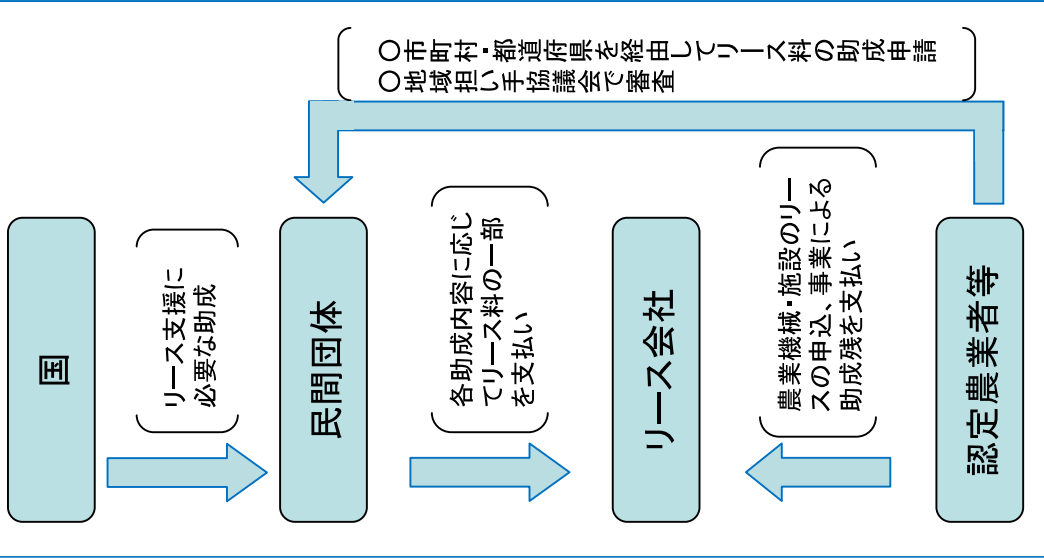 ○市町村・都道府県を経由してリース料の助成申請
○地域担い手協議会で審査
国
リース支援に
必要な助成
民間団体
各助成内容に応じ
てリース料の一部
を支払い
リース会社
農業機械・施設のリー
スの申込、事業による
助成残を支払い
認定農業者等